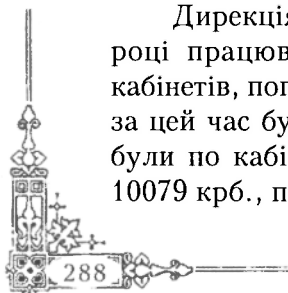 Дирекція
році працюв
кабінетів, пог
за цей час бу
були по кабі
10079 крб., п
288